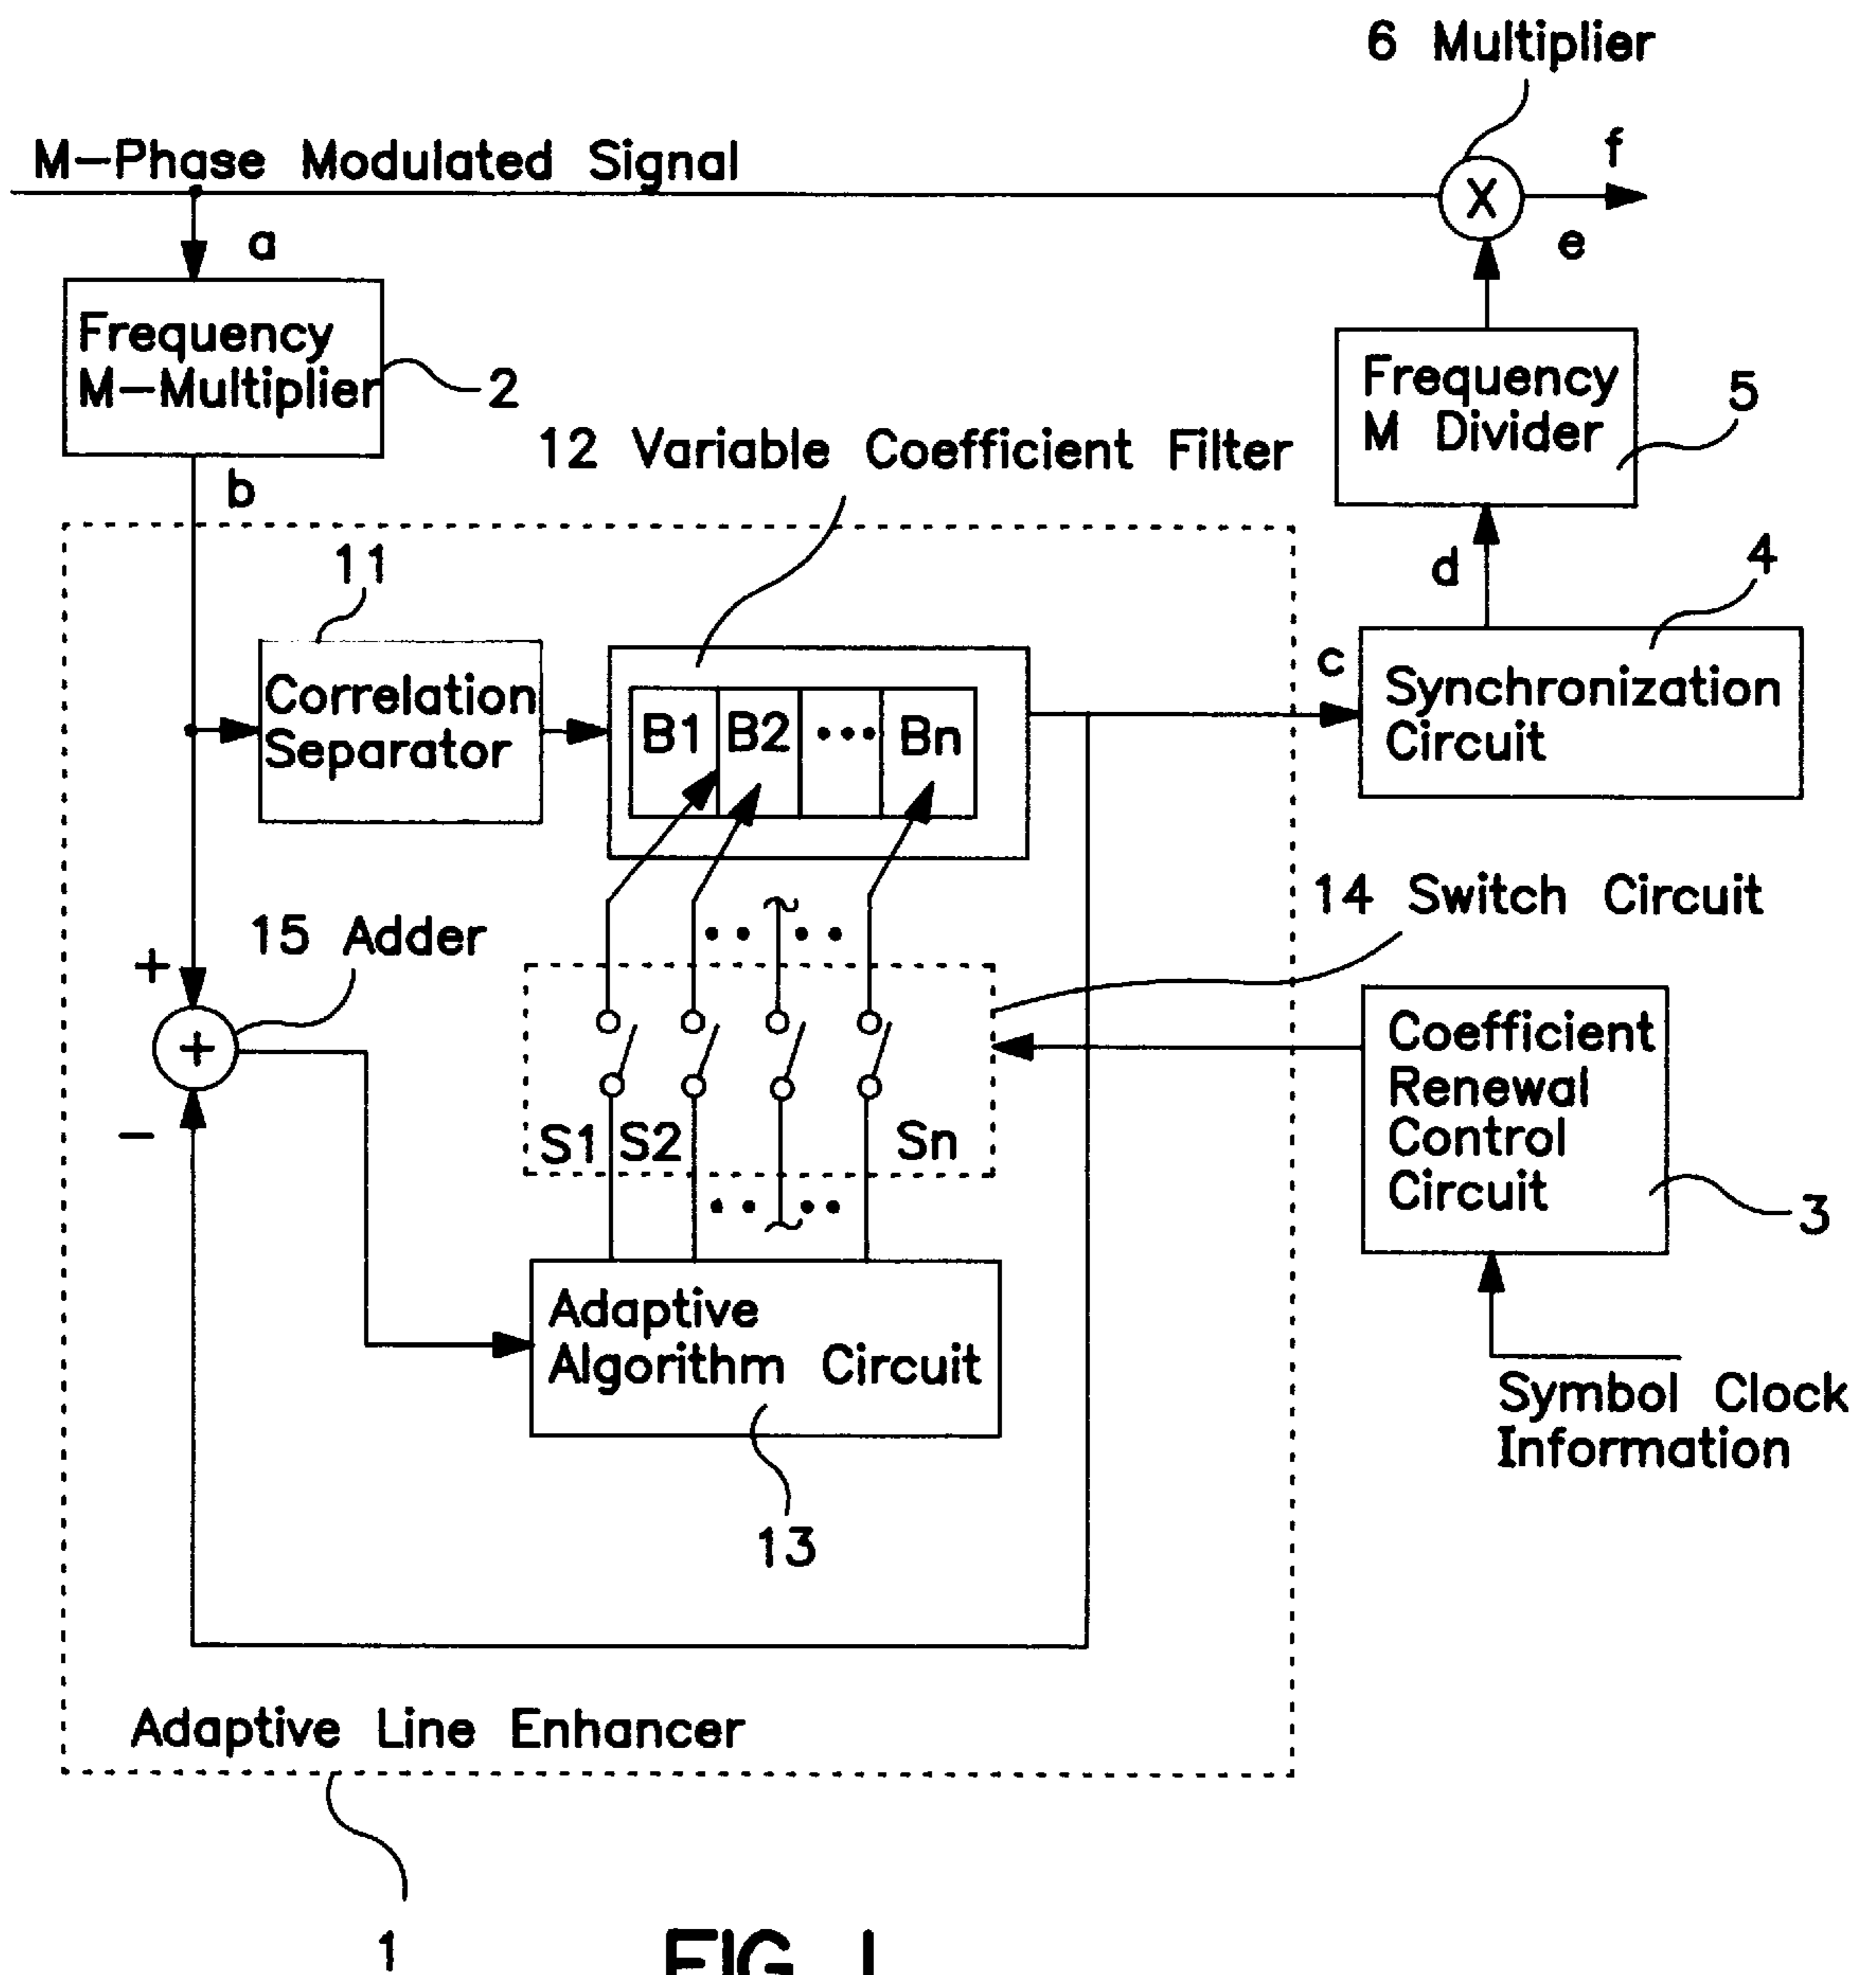 6 Multiplier
M-Phase Modulated Signal
f
X
a
e
Frequency
M-Multiplier
2
Frequency
M Divider
5
12 Variable Coefficient Filter
b
11
d
4
Correlation
Separator
B1 B2 ••• Bn
c
Synchronization
Circuit
14 Switch Circuit
15 Adder
+
+
−
S1 S2 Sn
Coefficient
Renewal
Control
Circuit
3
Adaptive
Algorithm Circuit
13
Symbol Clock
Information
Adaptive Line Enhancer
1
FIG. 1